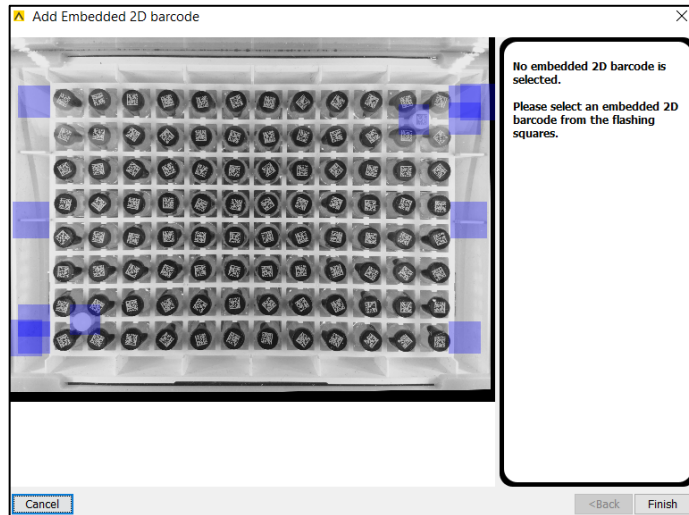 Add Embedded 2D barcode
No embedded 2D barcode is
selected.
Please select an embedded 2D
barcode from the flashing
squares.
Cancel
<Back
Finish